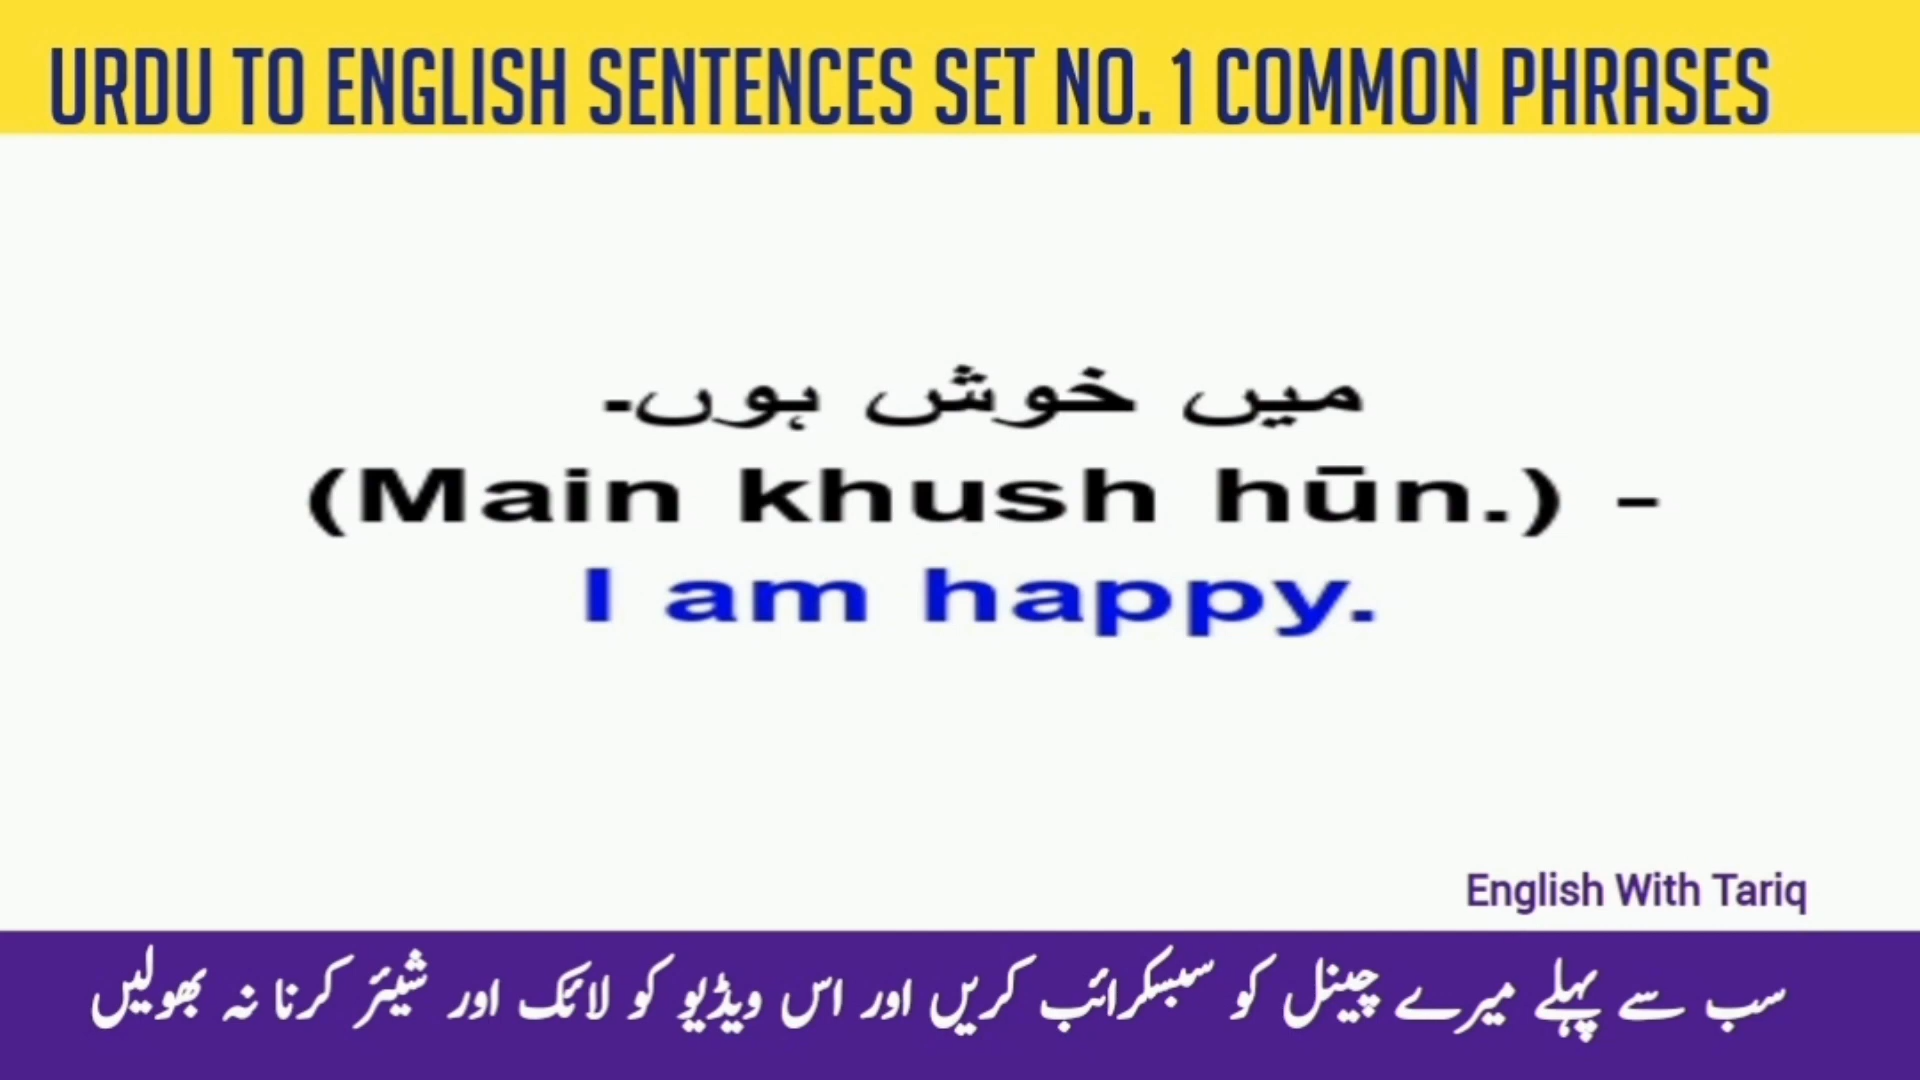 URDU TO ENGLISH SENTENCES SET NO. 1 COMMON PHRASES
میں خوش ہوں۔
(Main khush hūn.) –
I am happy.
English With Tariq
سب سے پہلے میرے چینل کو سبسکرائب کریں اور اس ویڈیو کو لائک اور شیئر کرنا نہ بھولیں